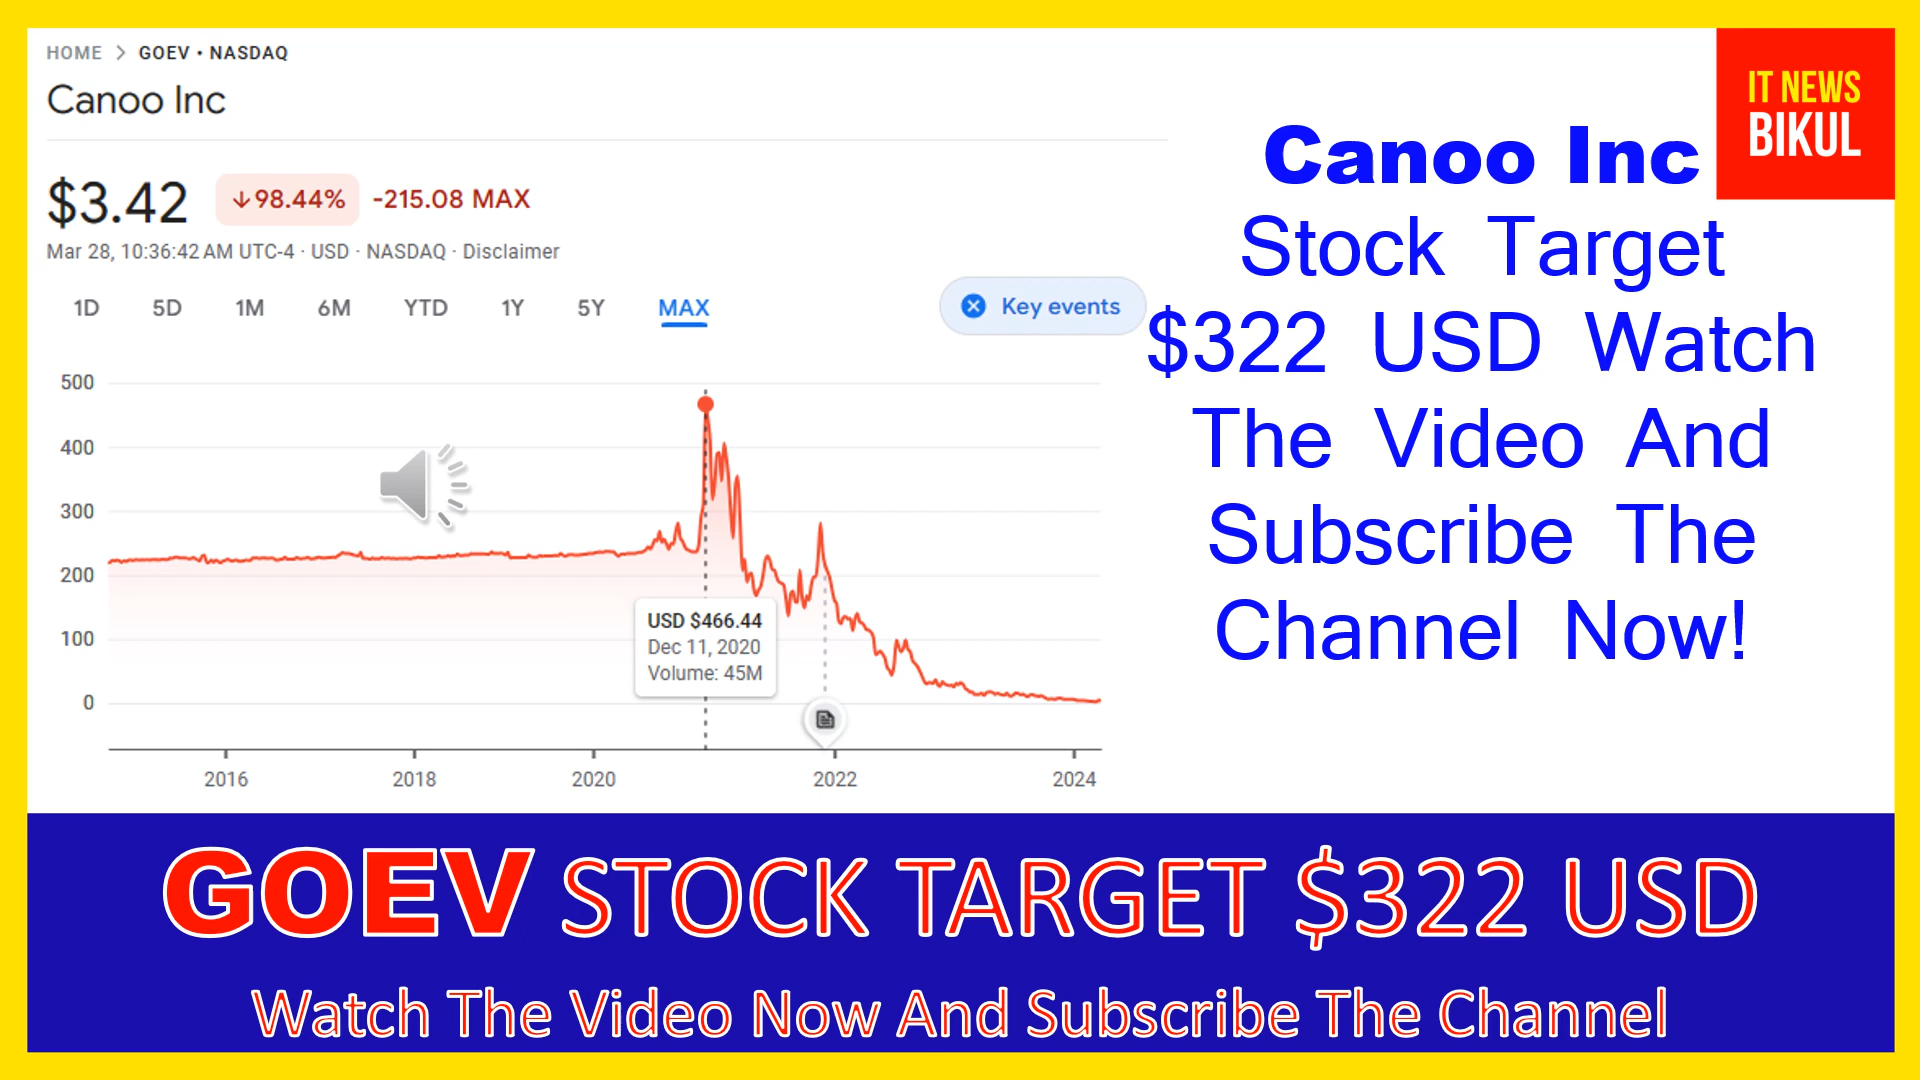 HOME > GOEV • NASDAQ
Canoo Inc
$3.42 ↓98.44% -215.08 MAX
Mar 28, 10:36:42 AM UTC-4 · USD · NASDAQ · Disclaimer
1D 5D 1M 6M YTD 1Y 5Y MAX
Key events
500
400
300
200
100
0
USD $466.44
Dec 11, 2020
Volume: 45M
2016 2018 2020 2022 2024
IT NEWS
BIKUL
Canoo Inc
Stock Target
$322 USD Watch
The Video And
Subscribe The
Channel Now!
GOEV STOCK TARGET $322 USD
Watch The Video Now And Subscribe The Channel